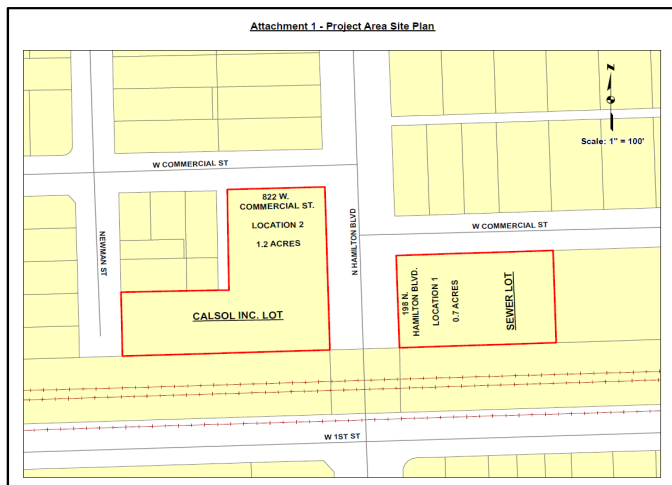 Attachment 1 - Project Area Site Plan
Z
Scale: 1" = 100'
W COMMERCIAL ST
822 W.
COMMERCIAL ST.
LOCATION 2
1.2 ACRES
NEWMAN ST
N HAMILTON BLVD
W COMMERCIAL ST
CALSOL INC. LOT
198 N.
HAMILTON BLVD.
LOCATION 1
0.7 ACRES
SEWER LOT
W 1ST ST